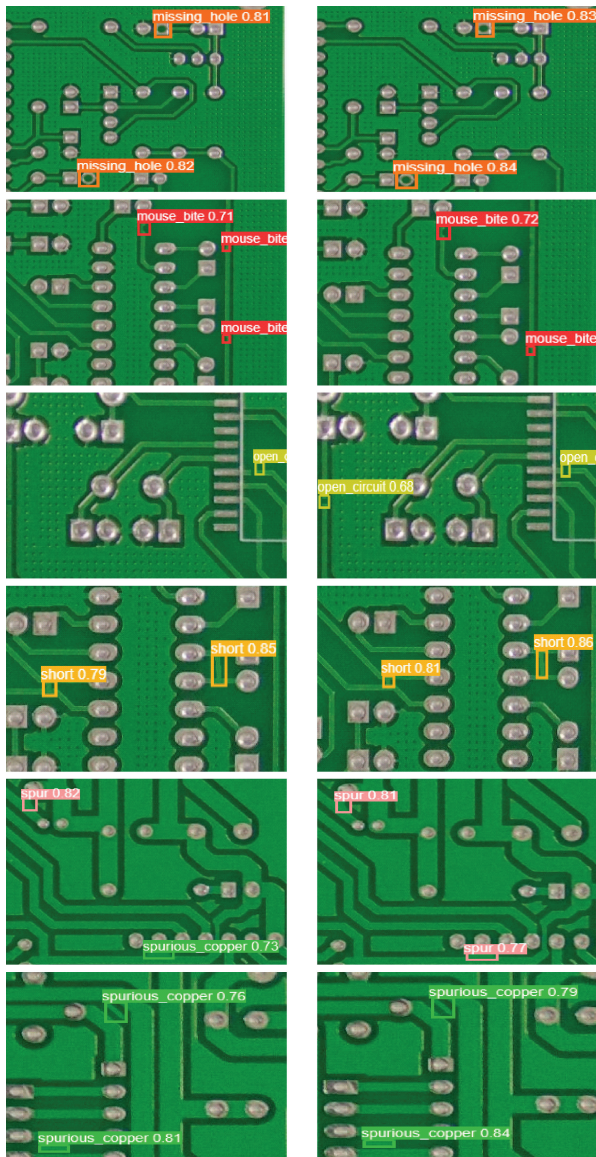 missing_hole 0.81
missing_hole 0.83
missing_hole 0.82
missing_hole 0.84
mouse_bite 0.71
mouse_bite 0.72
mouse_bite
mouse_bite
mouse_bite
open_c
open_c
open_circuit 0.68
short 0.85
short 0.86
short 0.79
short 0.81
spur 0.82
spur 0.81
spurious_copper 0.73
spur 0.77
spurious_copper 0.76
spurious_copper 0.79
spurious_copper 0.81
spurious_copper 0.84